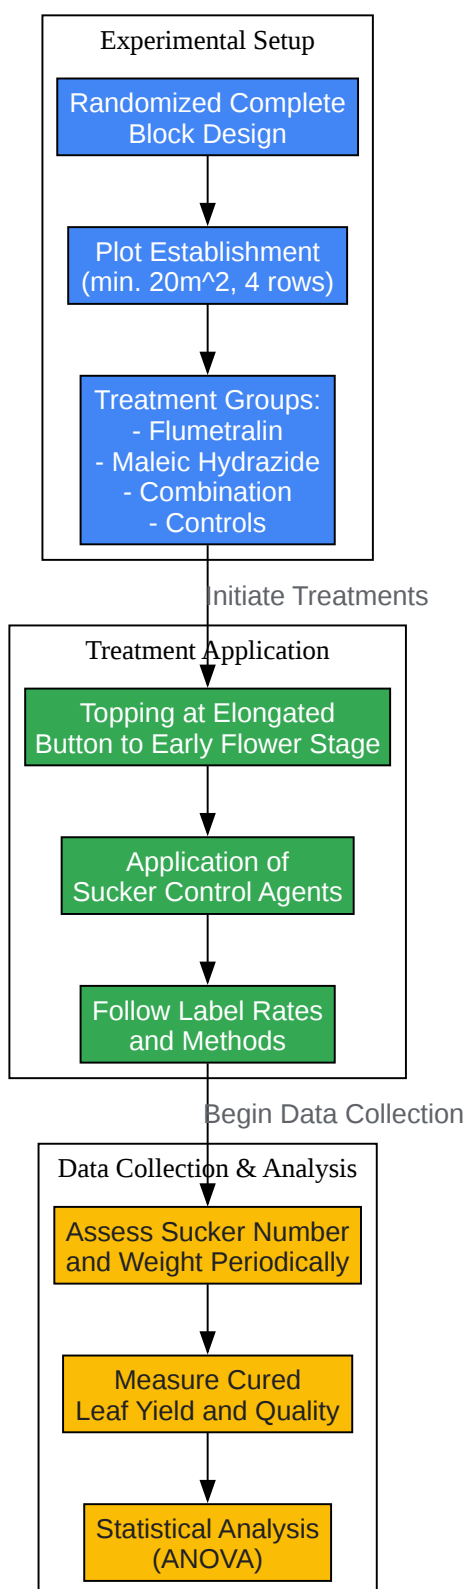 Experimental Setup
Randomized Complete
Block Design
Plot Establishment
(min. 20m^2, 4 rows)
Treatment Groups:
- Flumetralin
- Maleic Hydrazide
- Combination
- Controls
Initiate Treatments
Treatment Application
Topping at Elongated
Button to Early Flower Stage
Application of
Sucker Control Agents
Follow Label Rates
and Methods
Begin Data Collection
Data Collection & Analysis
Assess Sucker Number
and Weight Periodically
Measure Cured
Leaf Yield and Quality
Statistical Analysis
(ANOVA)